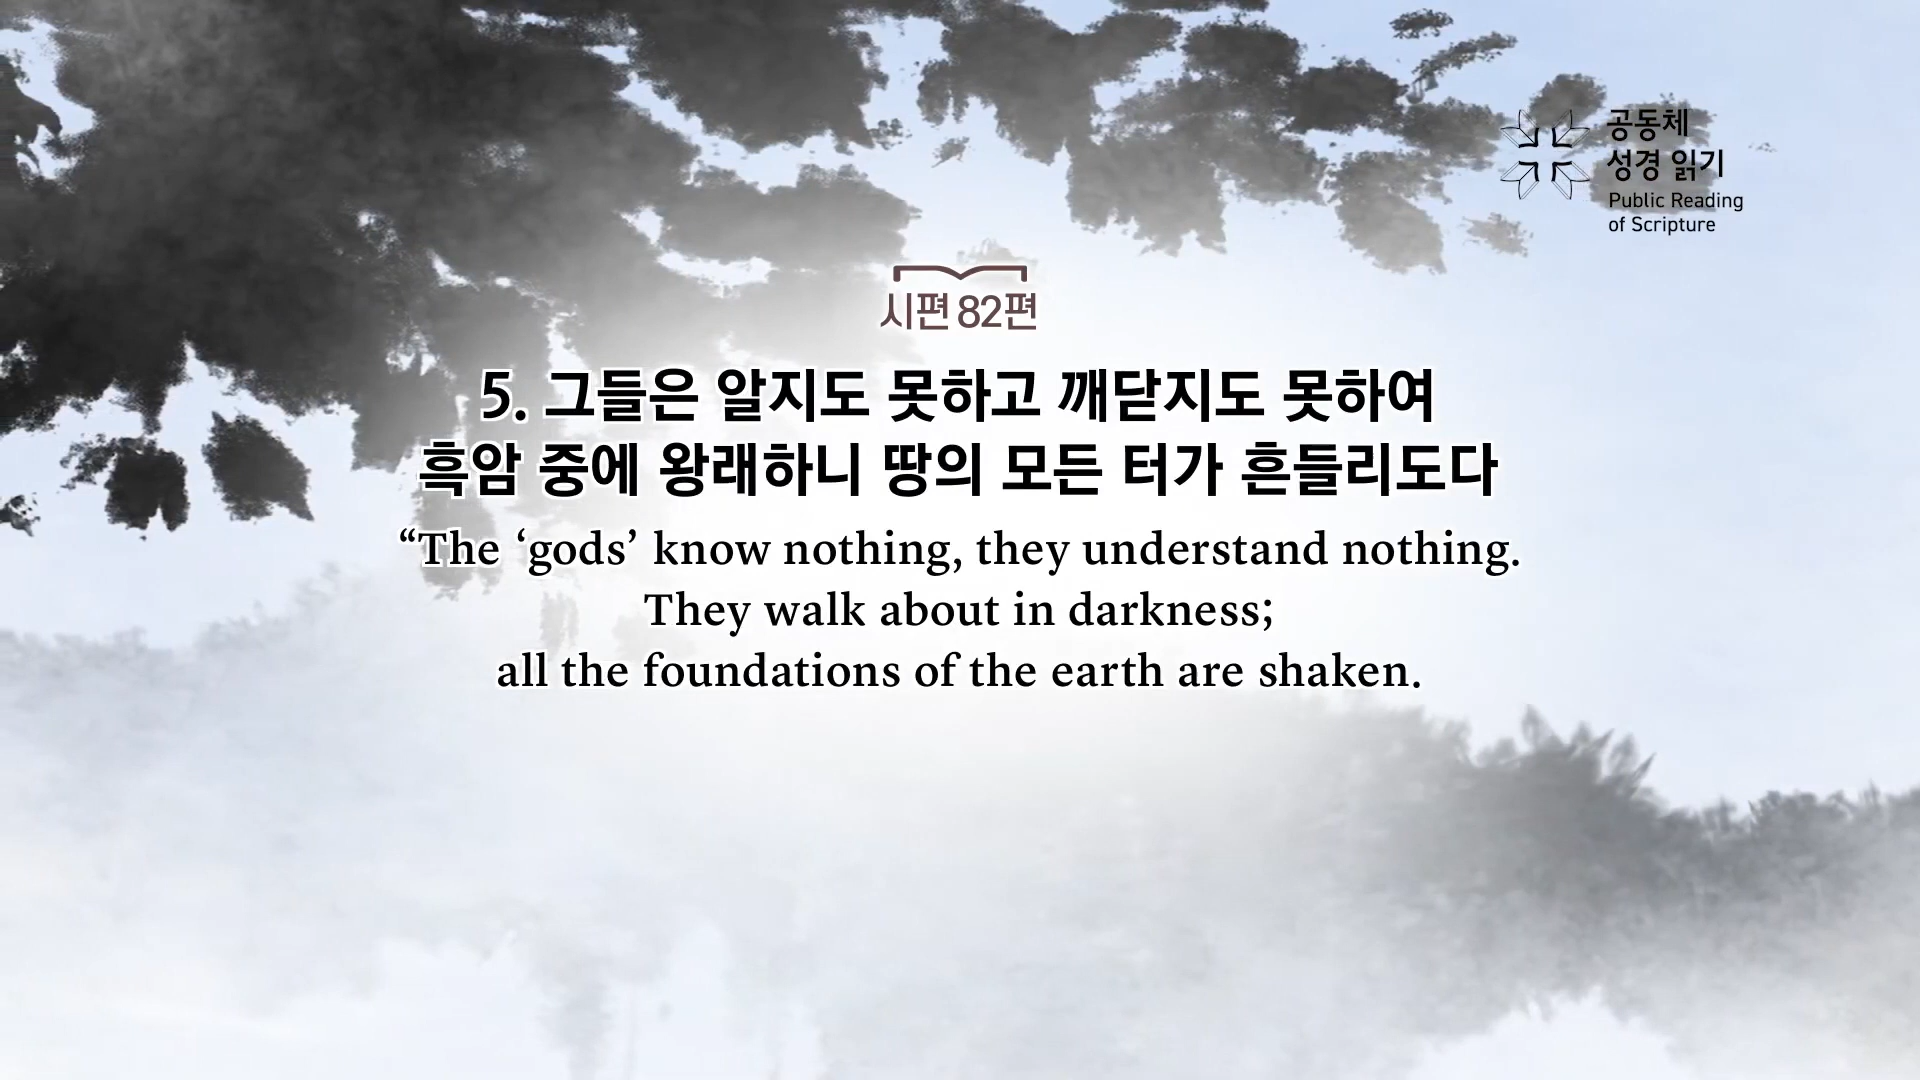 공동체
성경 읽기
Public Reading
of Scripture
시편 82편
5. 그들은 알지도 못하고 깨닫지도 못하여
흑암 중에 왕래하니 땅의 모든 터가 흔들리도다
“The ‘gods’ know nothing, they understand nothing.
They walk about in darkness;
all the foundations of the earth are shaken.